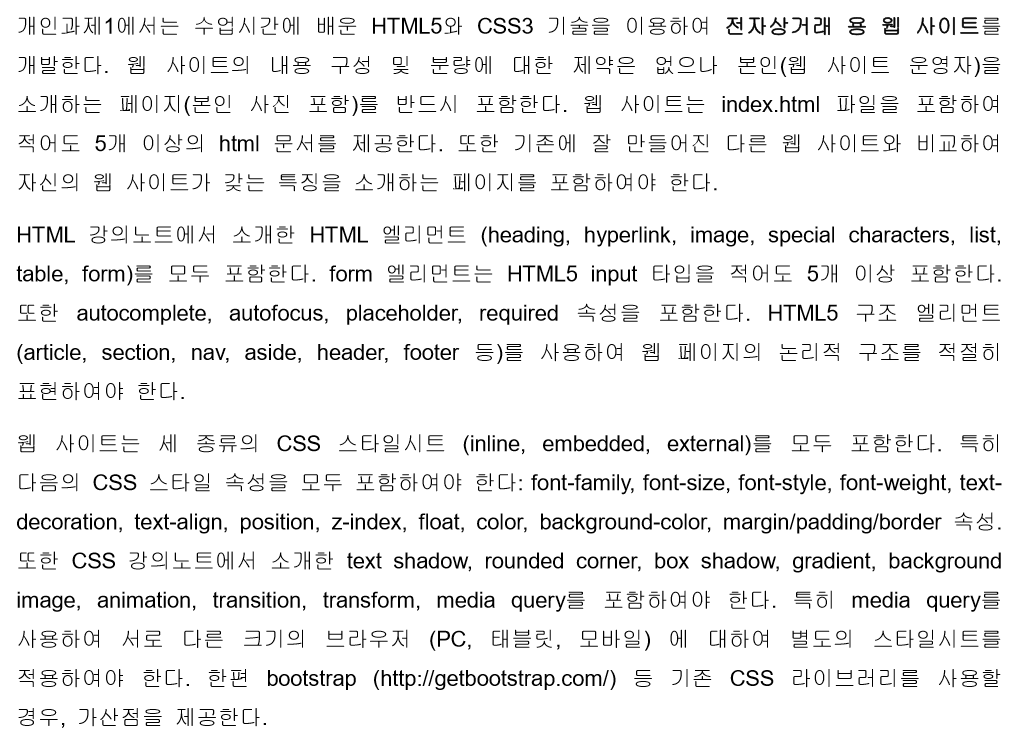 개인과제1에서는 수업시간에 배운 HTML5와 CSS3 기술을 이용하여 전자상거래 용 웹 사이트를
개발한다. 웹 사이트의 내용 구성 및 분량에 대한 제약은 없으나 본인(웹 사이트 운영자)을
소개하는 페이지(본인 사진 포함)를 반드시 포함한다. 웹 사이트는 index.html 파일을 포함하여
적어도 5개 이상의 html 문서를 제공한다. 또한 기존에 잘 만들어진 다른 웹 사이트와 비교하여
자신의 웹 사이트가 갖는 특징을 소개하는 페이지를 포함하여야 한다.
HTML 강의노트에서 소개한 HTML 엘리먼트 (heading, hyperlink, image, special characters, list,
table, form)를 모두 포함한다. form 엘리먼트는 HTML5 input 타입을 적어도 5개 이상 포함한다.
또한 autocomplete, autofocus, placeholder, required 속성을 포함한다. HTML5 구조 엘리먼트
(article, section, nav, aside, header, footer 등)를 사용하여 웹 페이지의 논리적 구조를 적절히
표현하여야 한다.
웹 사이트는 세 종류의 CSS 스타일시트 (inline, embedded, external)를 모두 포함한다. 특히
다음의 CSS 스타일 속성을 모두 포함하여야 한다: font-family, font-size, font-style, font-weight, text-
decoration, text-align, position, z-index, float, color, background-color, margin/padding/border 속성.
또한 CSS 강의노트에서 소개한 text shadow, rounded corner, box shadow, gradient, background
image, animation, transition, transform, media query를 포함하여야 한다. 특히 media query를
사용하여 서로 다른 크기의 브라우저 (PC, 태블릿, 모바일) 에 대하여 별도의 스타일시트를
적용하여야 한다. 한편 bootstrap (http://getbootstrap.com/) 등 기존 CSS 라이브러리를 사용할
경우, 가산점을 제공한다.